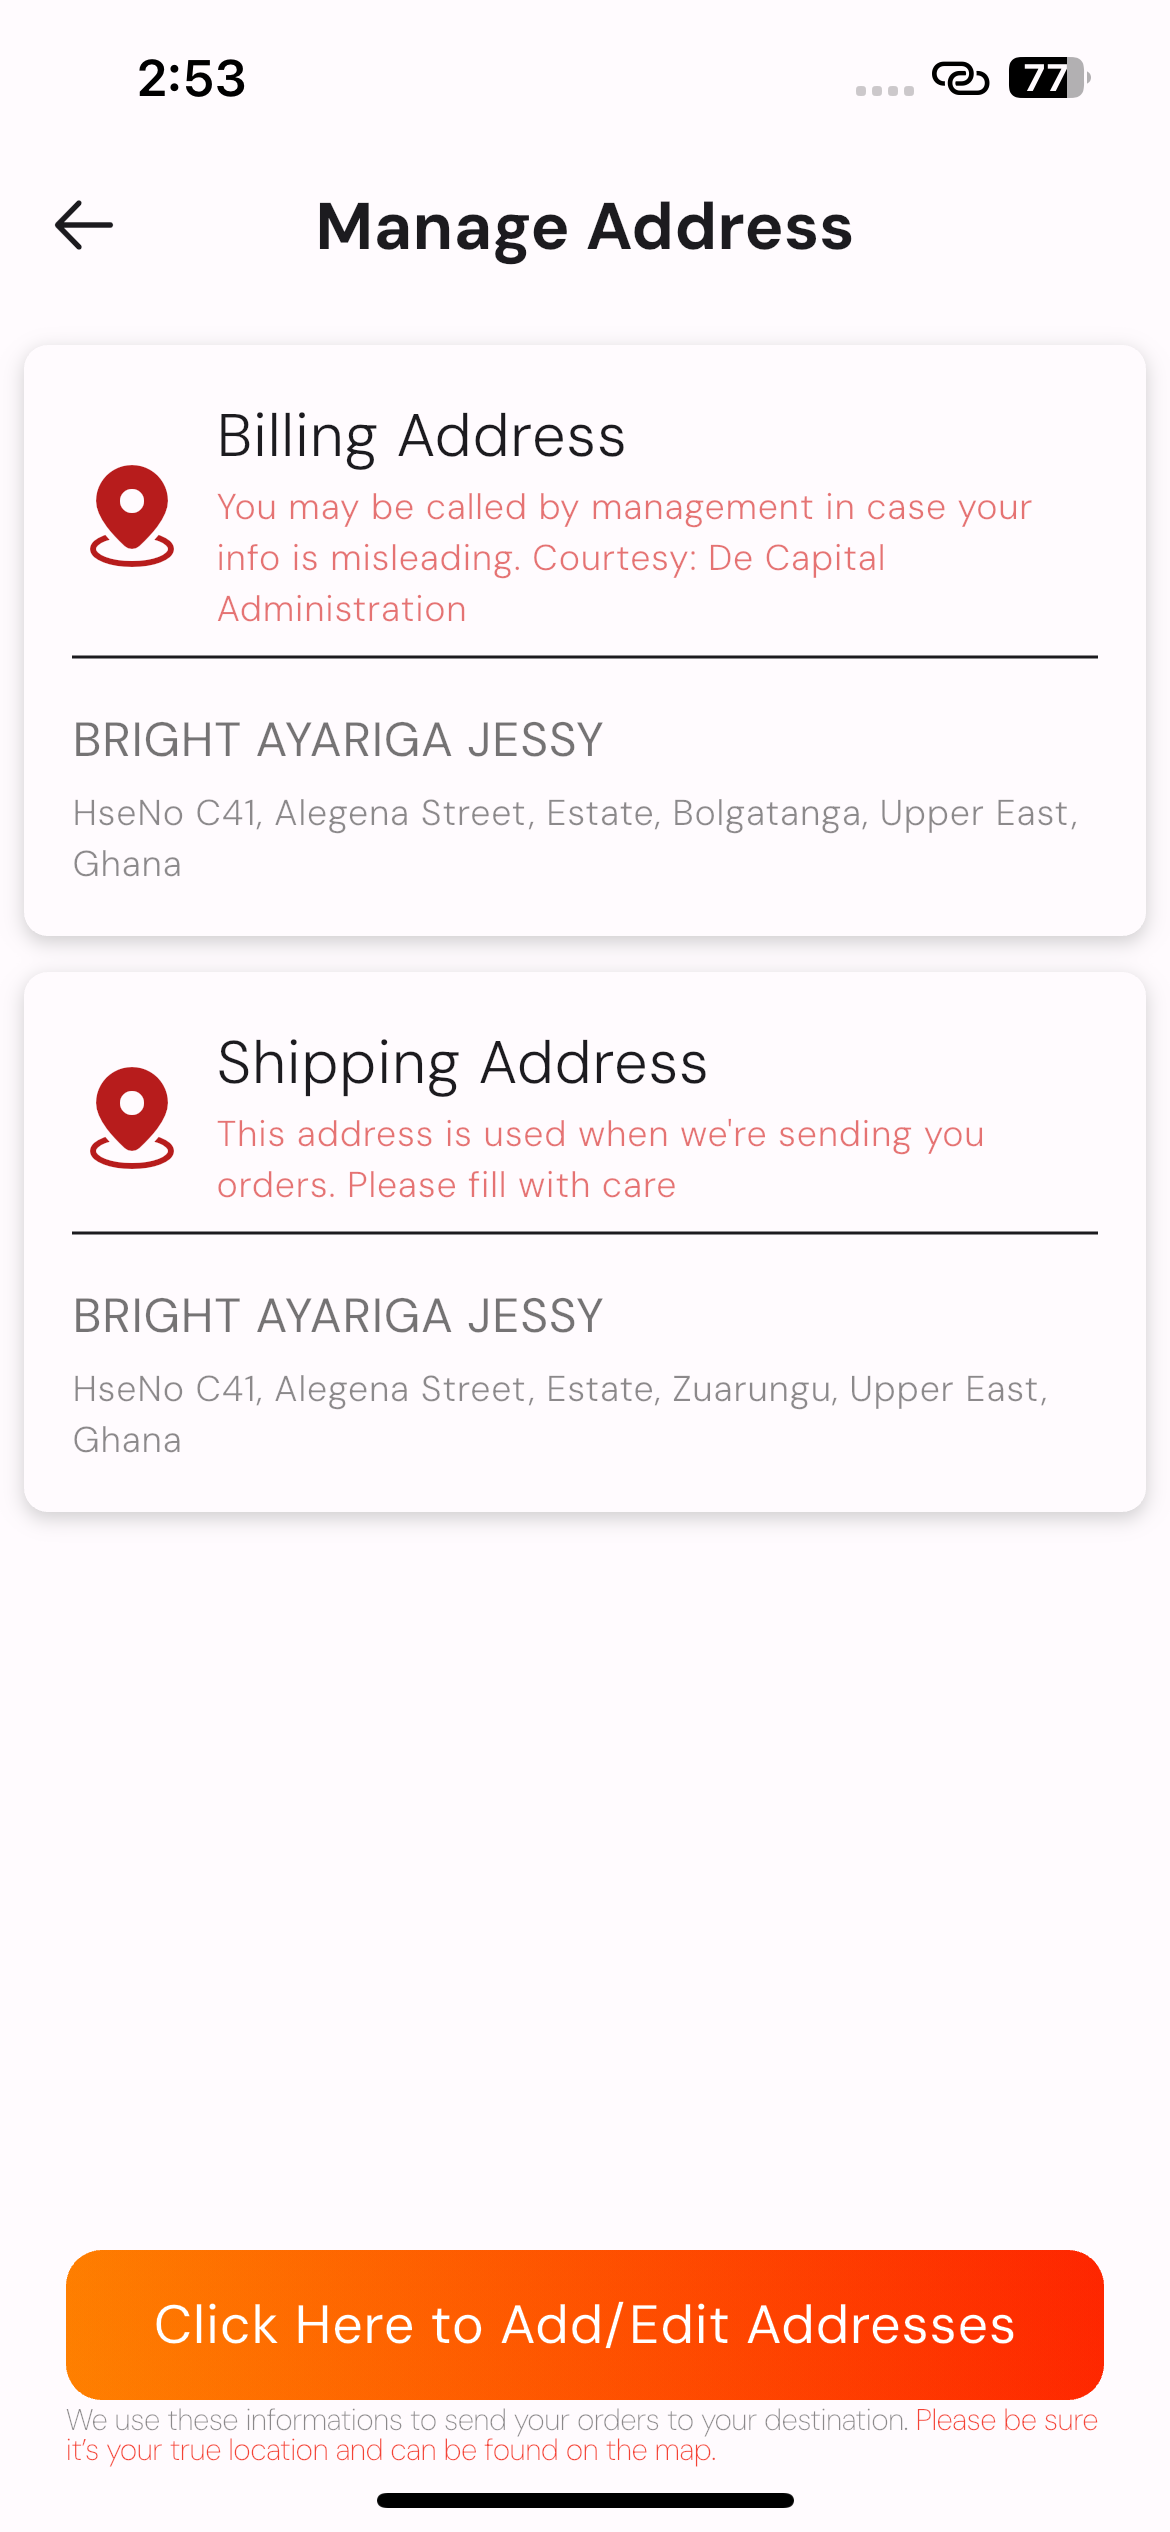 2:53
77
Manage Address
Billing Address
You may be called by management in case your
info is misleading. Courtesy: De Capital
Administration
BRIGHT AYARIGA JESSY
HseNo C41, Alegena Street, Estate, Bolgatanga, Upper East,
Ghana
Shipping Address
This address is used when we're sending you
orders. Please fill with care
BRIGHT AYARIGA JESSY
HseNo C41, Alegena Street, Estate, Zuarungu, Upper East,
Ghana
Click Here to Add/Edit Addresses
We use these informations to send your orders to your destination. Please be sure
it's your true location and can be found on the map.